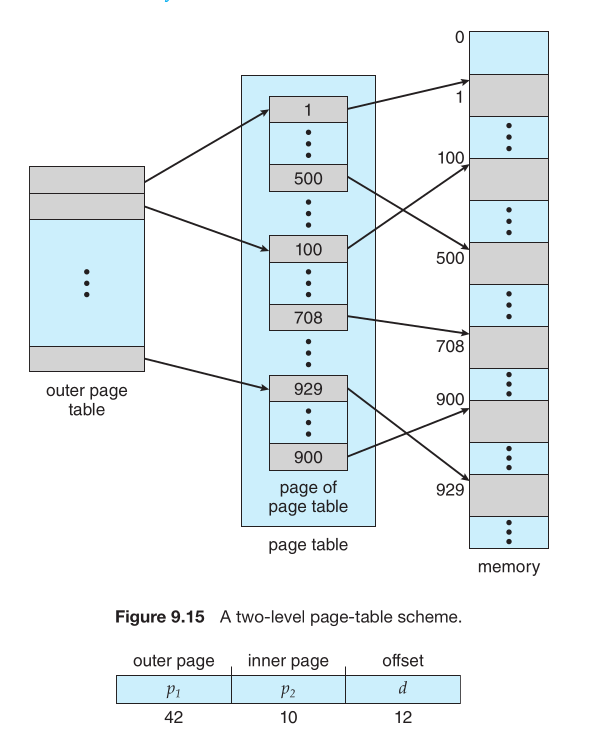 0
1
100
500
708
900
929
1
500
100
708
929
900
outer page
table
page of
page table
page table
memory
Figure 9.15 A two-level page-table scheme.
outer page inner page offset
p1 p2 d
42 10 12